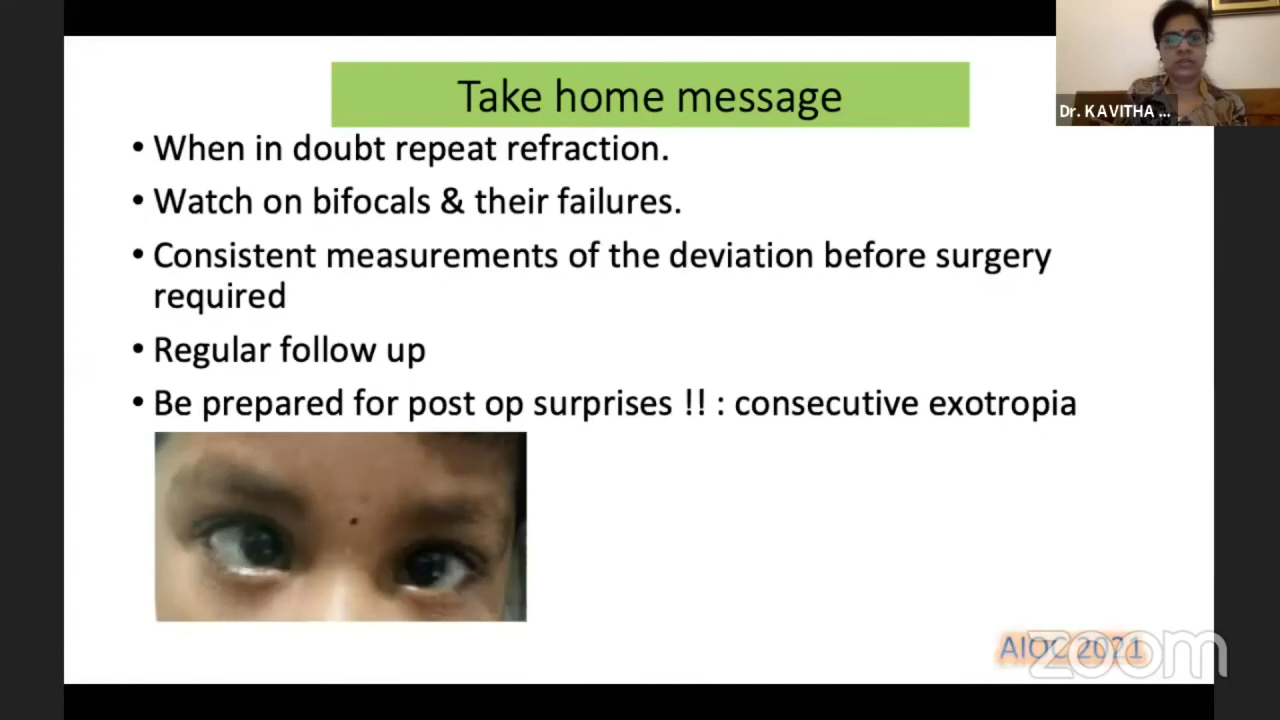 Take home message
Dr. KAVITHA ...
• When in doubt repeat refraction.
• Watch on bifocals & their failures.
• Consistent measurements of the deviation before surgery
required
• Regular follow up
• Be prepared for post op surprises !! : consecutive exotropia
AIOC 2021
zoom